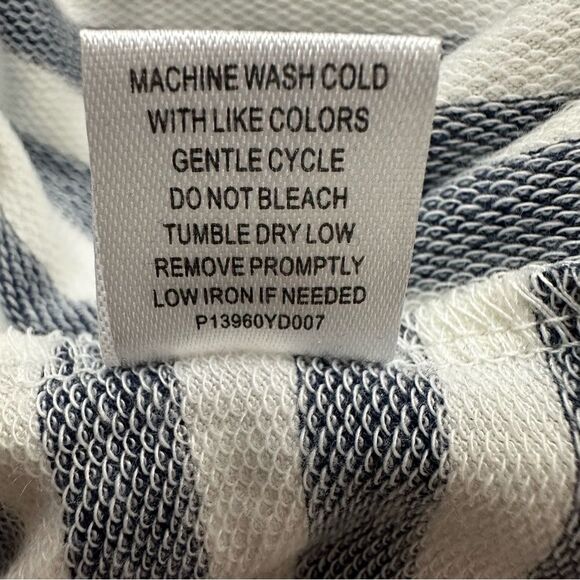 MACHINE WASH COLD
WITH LIKE COLORS
GENTLE CYCLE
DO NOT BLEACH
TUMBLE DRY LOW
REMOVE PROMPTLY
LOW IRON IF NEEDED
P13960YD007